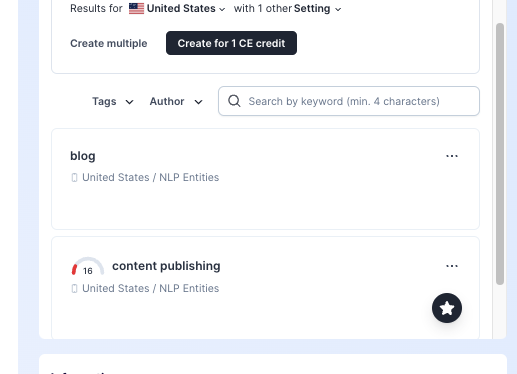 Results for United States with 1 other Setting
Create multiple Create for 1 CE credit
Tags Author Search by keyword (min. 4 characters)
blog
United States / NLP Entities
16 content publishing
United States / NLP Entities